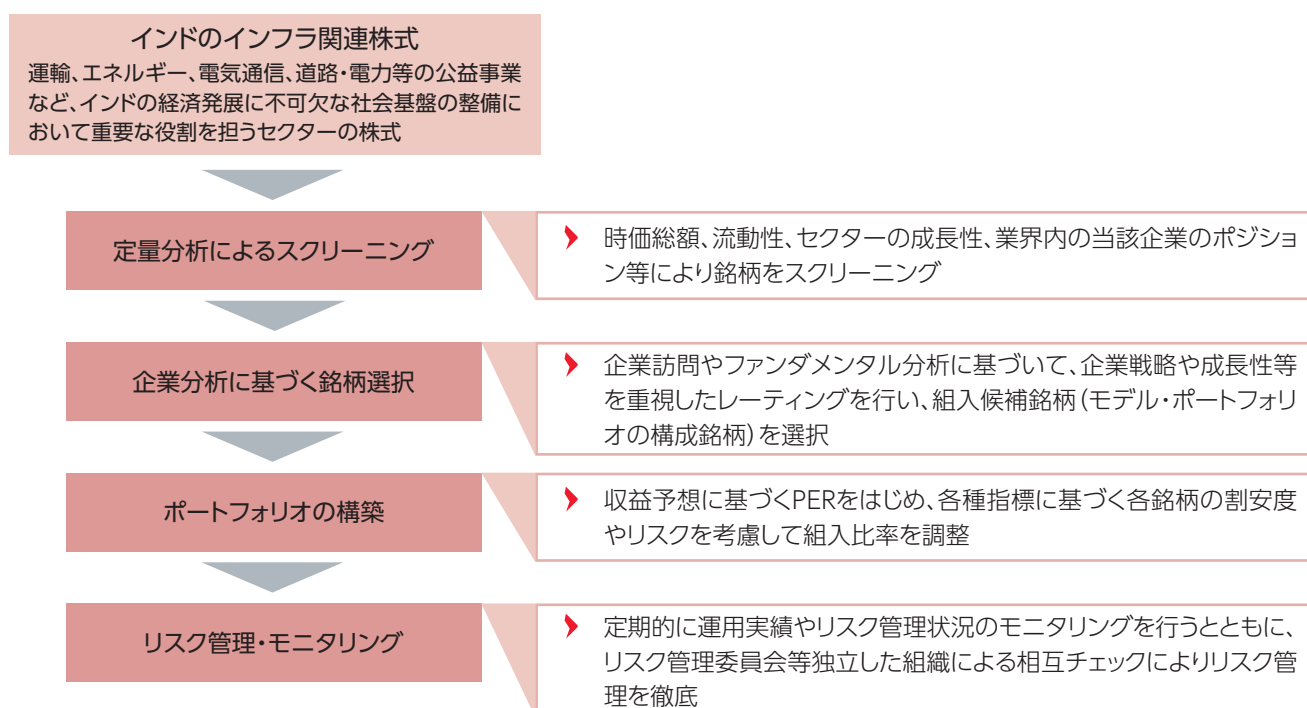 インドのインフラ関連株式
運輸、エネルギー、電気通信、道路・電力等の公益事業
など、インドの経済発展に不可欠な社会基盤の整備に
おいて重要な役割を担うセクターの株式
定量分析によるスクリーニング
時価総額、流動性、セクターの成長性、業界内の当該企業のポジショ
ン等により銘柄をスクリーニング
企業分析に基づく銘柄選択
企業訪問やファンダメンタル分析に基づいて、企業戦略や成長性等
を重視したレーティングを行い、組入候補銘柄(モデル・ポートフォリ
オの構成銘柄)を選択
ポートフォリオの構築
収益予想に基づくPERをはじめ、各種指標に基づく各銘柄の割安度
やリスクを考慮して組入比率を調整
リスク管理・モニタリング
定期的に運用実績やリスク管理状況のモニタリングを行うとともに、
リスク管理委員会等独立した組織による相互チェックによりリスク管
理を徹底